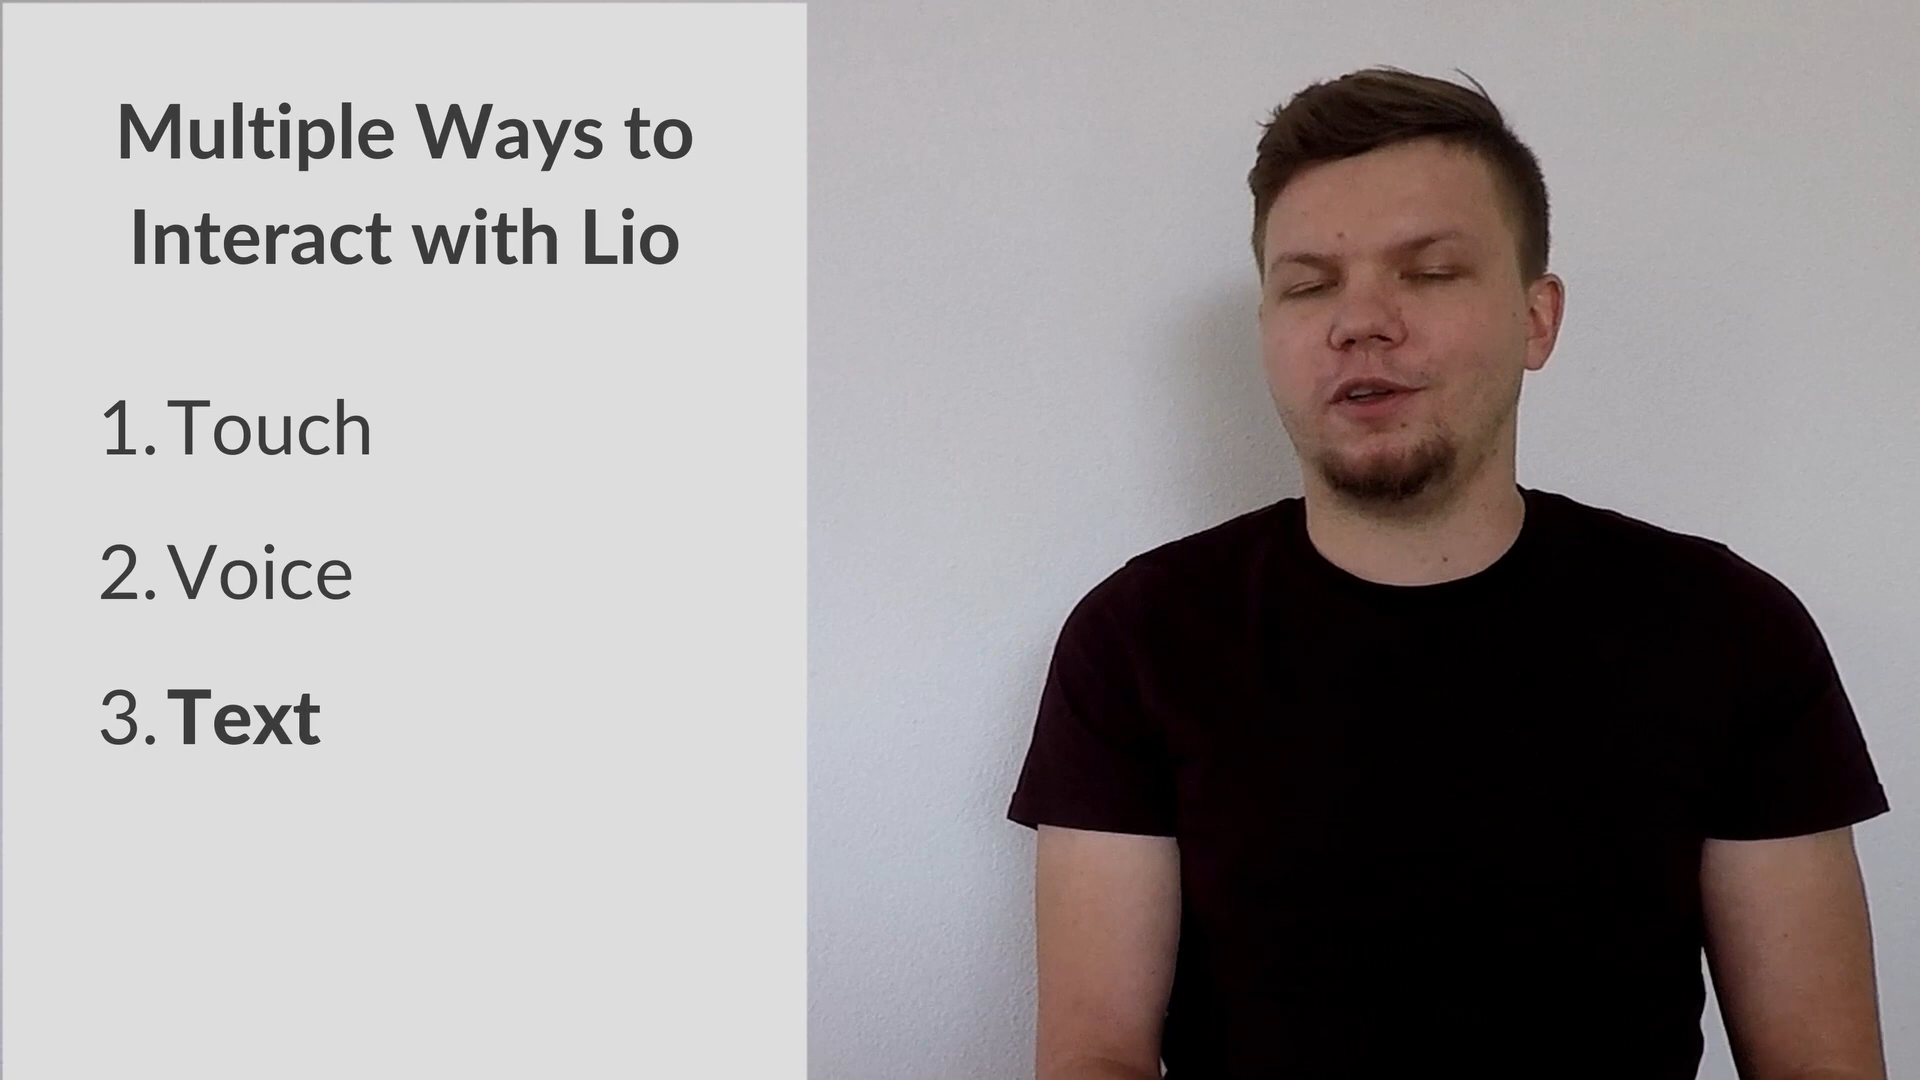 Multiple Ways to
Interact with Lio
1. Touch
2. Voice
3. Text